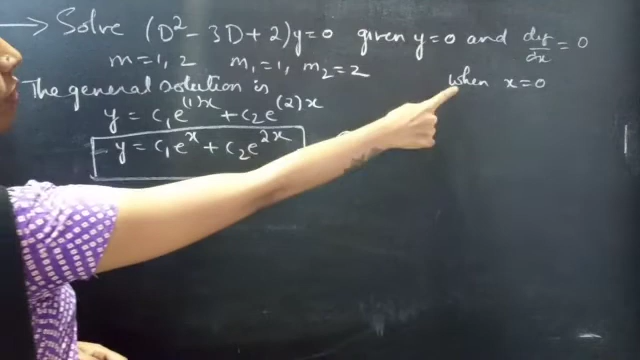 → Solve (D² - 3D + 2)y = 0 given y = 0 and dy/dx = 0
when x = 0
m = 1, 2 m₁ = 1, m₂ = 2
The general solution is
y = c₁e^(1)x + c₂e^(2)x
y = c₁e^x + c₂e^2x